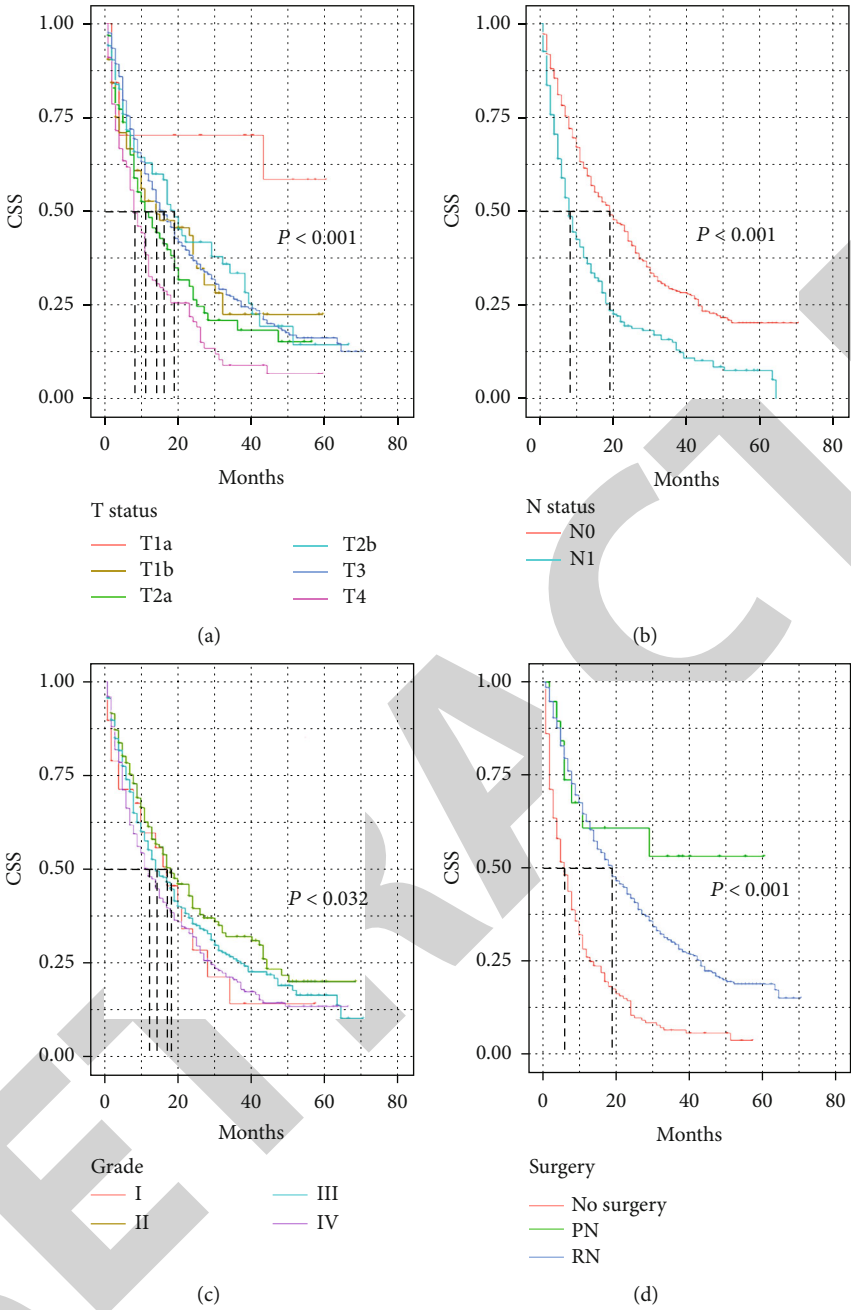 1.00
0.75
0.50
0.25
0.00
CSS
P < 0.001
0 20 40 60 80
Months
T status
T1a T2b
T1b T3
T2a T4
(a)
1.00
0.75
0.50
0.25
0.00
CSS
P < 0.001
0 20 40 60 80
Months
N status
N0
N1
(b)
1.00
0.75
0.50
0.25
0.00
CSS
P < 0.032
0 20 40 60 80
Months
Grade
I III
II IV
(c)
1.00
0.75
0.50
0.25
0.00
CSS
P < 0.001
0 20 40 60 80
Months
Surgery
No surgery
PN
RN
(d)